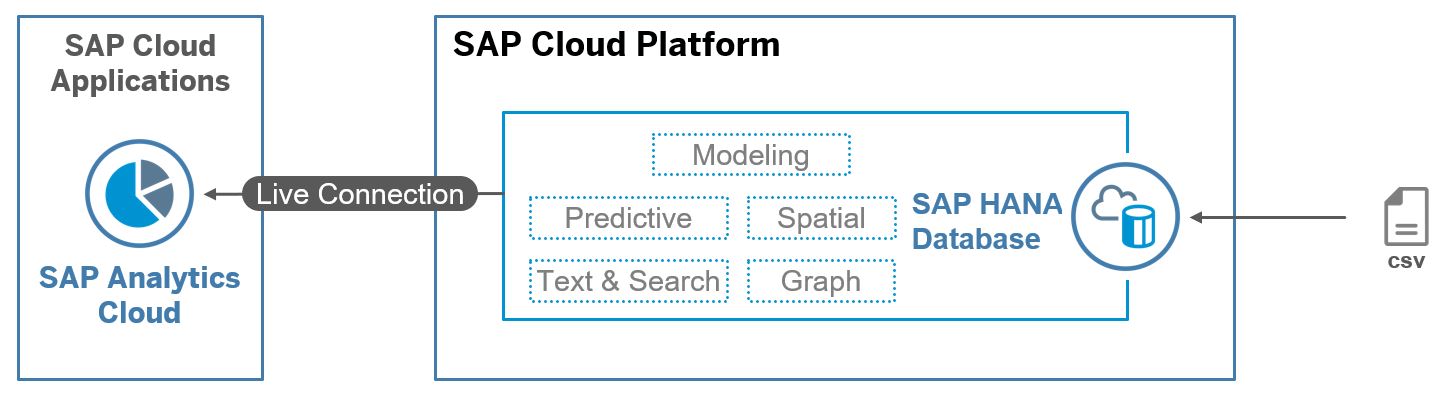 SAP Cloud
Applications
SAP Analytics
Cloud
Live Connection
SAP Cloud Platform
Modeling
Predictive
Spatial
Text & Search
Graph
SAP HANA
Database
csv